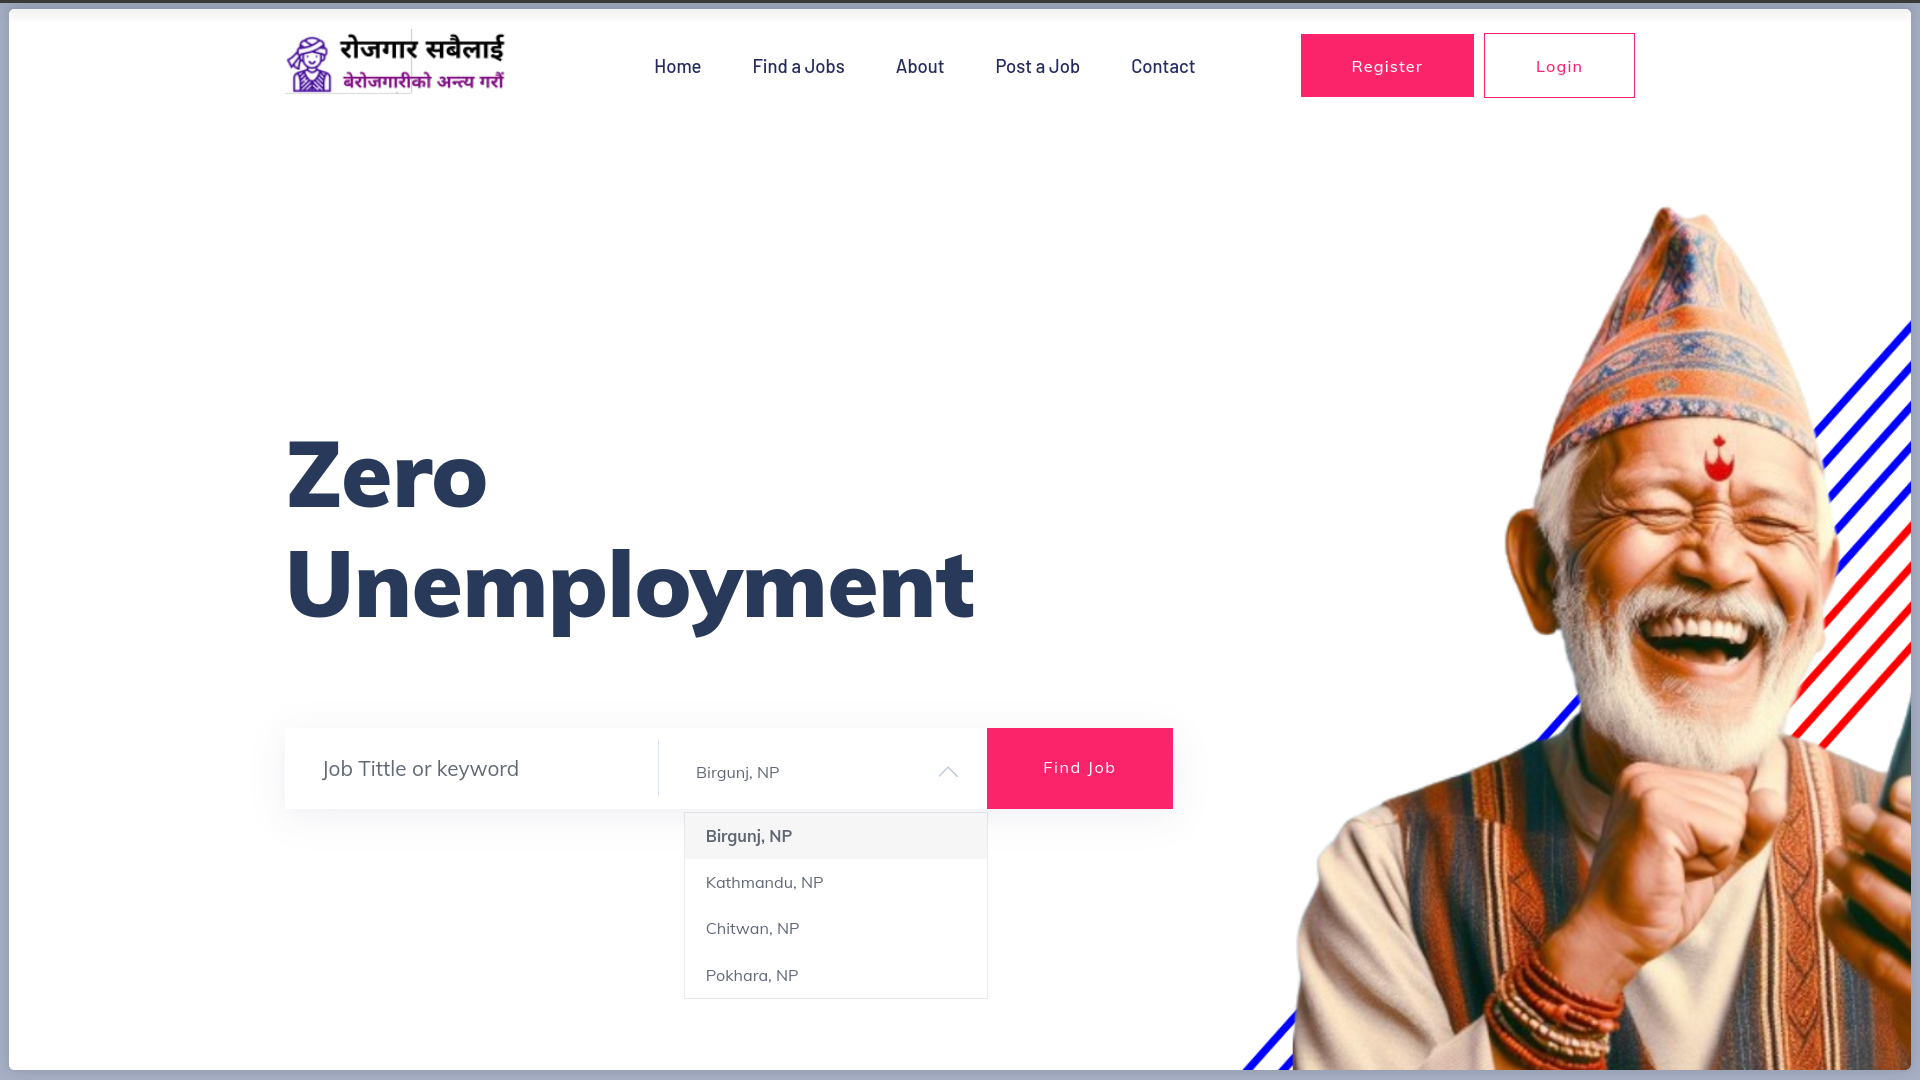 रोजगार सबैलाई
बेरोजगारीको अन्त्य गरौं
Home
Find a Jobs
About
Post a Job
Contact
Register
Login
Zero
Unemployment
Job Tittle or keyword
Birgunj, NP
Find Job
Birgunj, NP
Kathmandu, NP
Chitwan, NP
Pokhara, NP